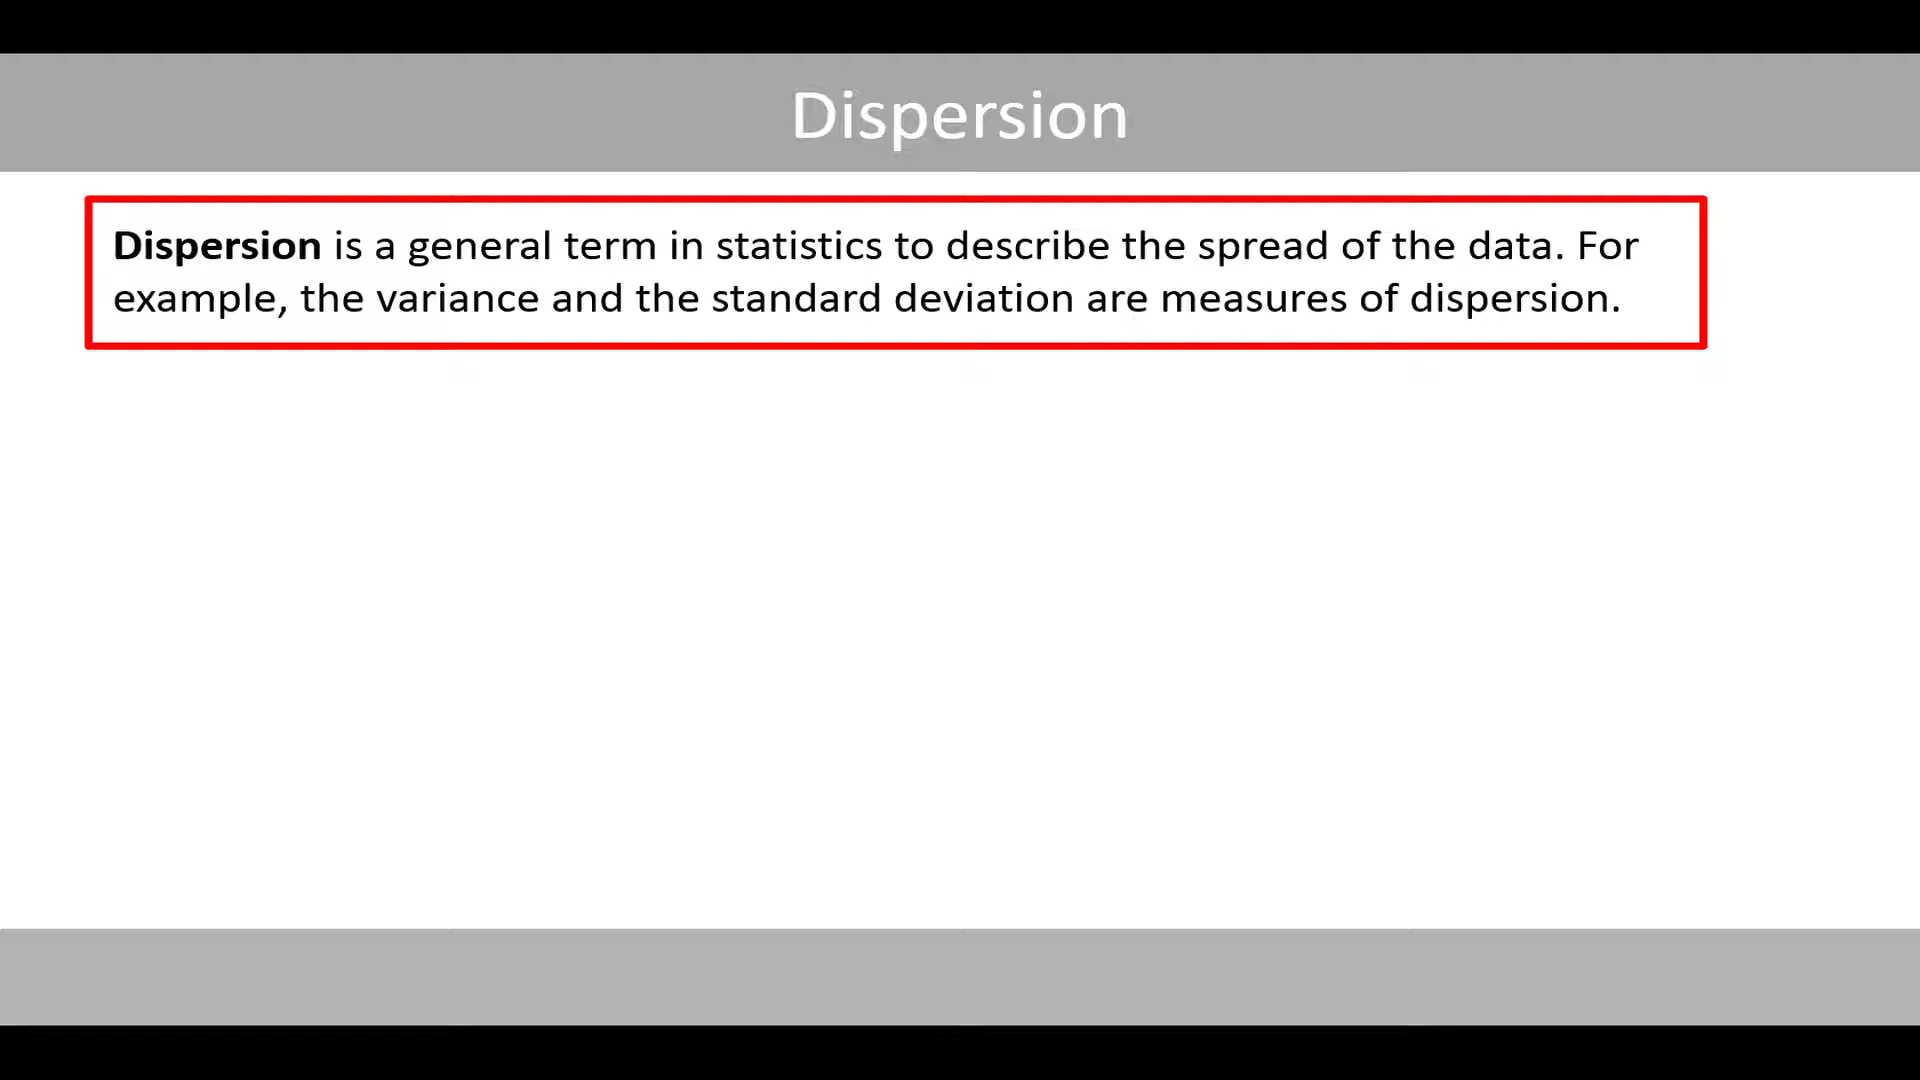 Dispersion
Dispersion is a general term in statistics to describe the spread of the data. For
example, the variance and the standard deviation are measures of dispersion.